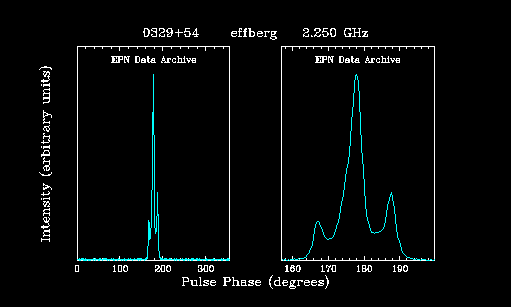 0329+54 effberg 2.250 GHz
EPN Data Archive EPN Data Archive
Intensity (arbitrary units)
0 100 200 300 160 170 180 190
Pulse Phase (degrees)